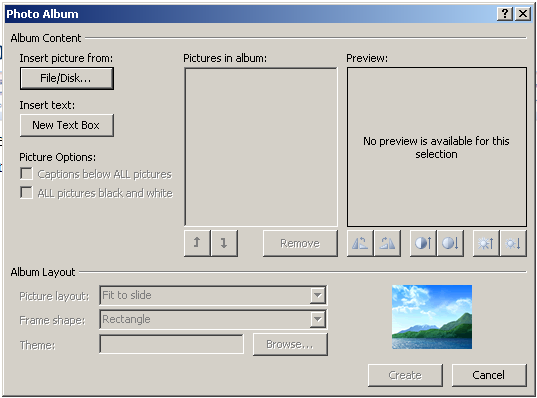 Photo Album
Album Content
Insert picture from:
File/Disk...
Insert text:
New Text Box
Picture Options:
Captions below ALL pictures
ALL pictures black and white
Pictures in album:
Remove
Preview:
No preview is available for this
selection
Album Layout
Picture layout:
Fit to slide
Frame shape:
Rectangle
Theme:
Browse...
Create
Cancel